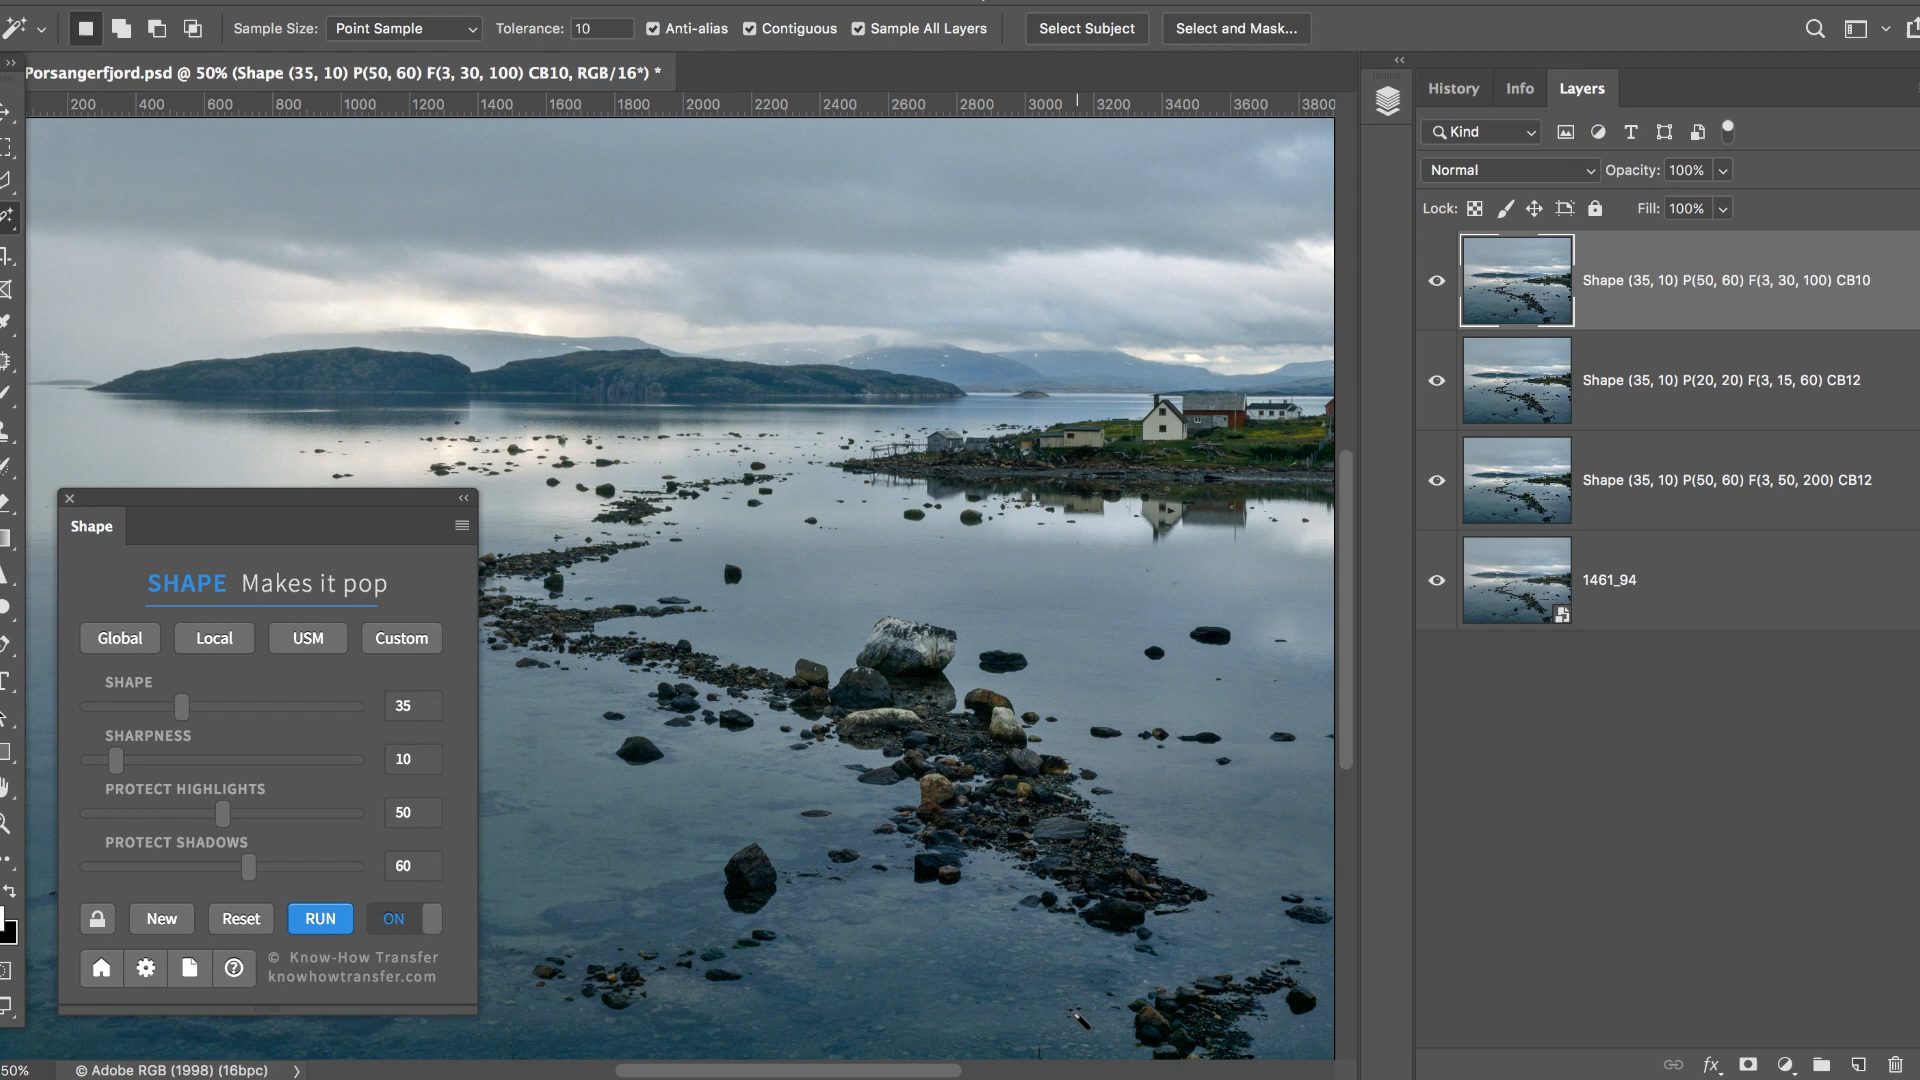 Sample Size: Point Sample Tolerance: 10 Anti-alias Contiguous Sample All Layers Select Subject Select and Mask...
Porsangerfjord.psd @ 50% (Shape (35, 10) P(50, 60) F(3, 30, 100) CB10, RGB/16*) *
200 400 600 800 1000 1200 1400 1600 1800 2000 2200 2400 2600 2800 3000 3200 3400 3600 3800
History Info Layers
Kind
Normal Opacity: 100%
Lock: Fill: 100%
Shape (35, 10) P(50, 60) F(3, 30, 100) CB10
Shape (35, 10) P(20, 20) F(3, 15, 60) CB12
Shape (35, 10) P(50, 60) F(3, 50, 200) CB12
1461_94
Shape
SHAPE Makes it pop
Global Local USM Custom
SHAPE
35
SHARPNESS
10
PROTECT HIGHLIGHTS
50
PROTECT SHADOWS
60
New Reset RUN ON
© Know-How Transfer
knowhowtransfer.com
50% © Adobe RGB (1998) (16bpc)
fx